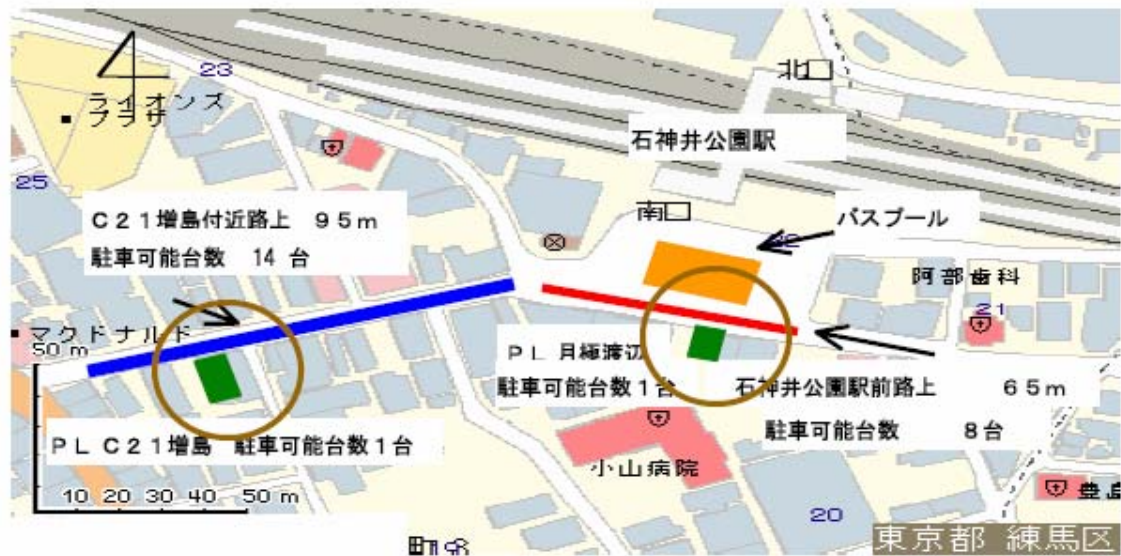 23
北口
ライオンズ
プラザ
石神井公園駅
25
C21増島付近路上 95m
駐車可能台数 14 台
南口
バスプール
阿部歯科
21
マクドナルド
50 m
PL 月極渡辺
駐車可能台数1台
石神井公園駅前路上 65m
駐車可能台数 8台
PL C21増島 駐車可能台数1台
小山病院
10 20 30 40 50 m
豊島
20
東京都 練馬区